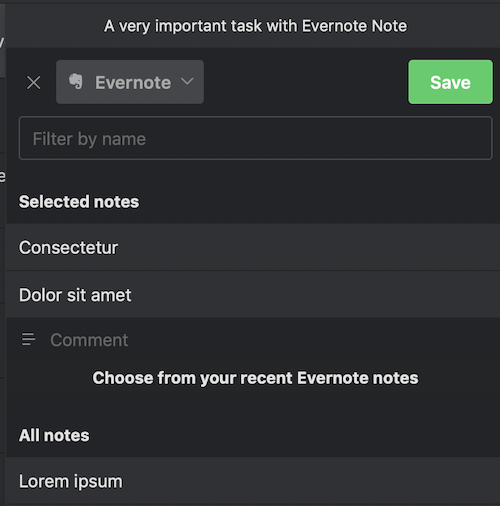 A very important task with Evernote Note
Evernote
Save
Filter by name
Selected notes
Consectetur
Dolor sit amet
Comment
Choose from your recent Evernote notes
All notes
Lorem ipsum